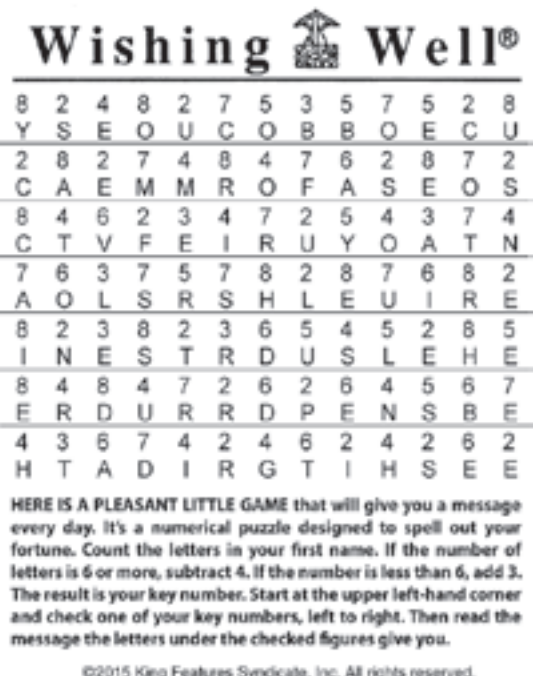 Wishing Well®
8 2 4 8 2 7 5 3 5 7 5 2 8
Y S E O U C O B B O E C U
2 8 2 7 4 8 4 7 6 2 8 7 2
C A E M M R O F A S E O S
8 4 6 2 3 4 7 2 5 4 3 7 4
C T V F E I R U Y O A T N
7 6 3 7 5 7 8 2 8 7 6 8 2
A O L S R S H L E U I R E
8 2 3 8 2 3 6 5 4 5 2 8 5
I N E S T R D U S L E H E
8 4 8 4 7 2 6 2 6 4 5 6 7
E R D U R R D P E N S B E
4 3 6 7 4 2 4 6 2 4 2 6 2
H T A D I R G T I H S E E
HERE IS A PLEASANT LITTLE GAME that will give you a message
every day. It's a numerical puzzle designed to spell out your
fortune. Count the letters in your first name. If the number of
letters is 6 or more, subtract 4. If the number is less than 6, add 3.
The result is your key number. Start at the upper left-hand corner
and check one of your key numbers, left to right. Then read the
message the letters under the checked figures give you.
©2015 King Features Syndicate, Inc. All rights reserved.